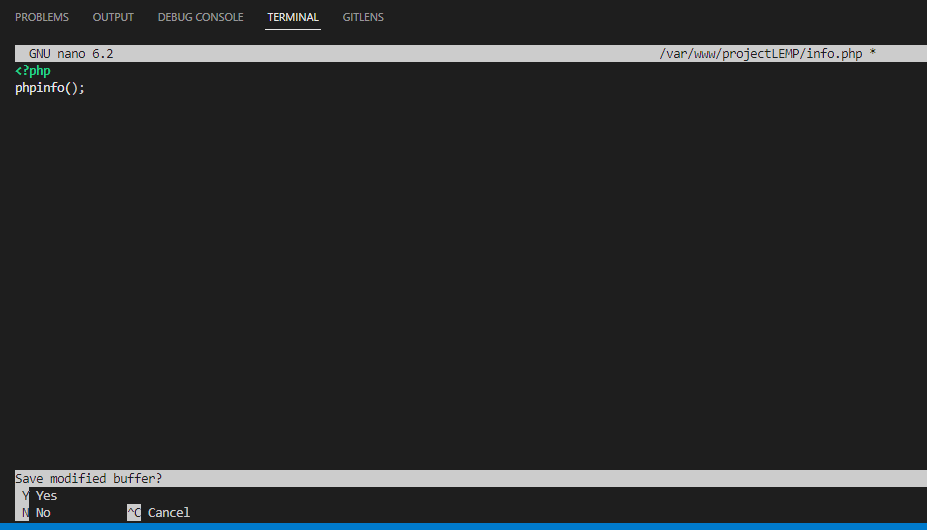 PROBLEMS OUTPUT DEBUG CONSOLE TERMINAL GITLENS
GNU nano 6.2 /var/www/projectLEMP/info.php *
<?php
phpinfo();
Save modified buffer?
Y Yes
N No ^C Cancel